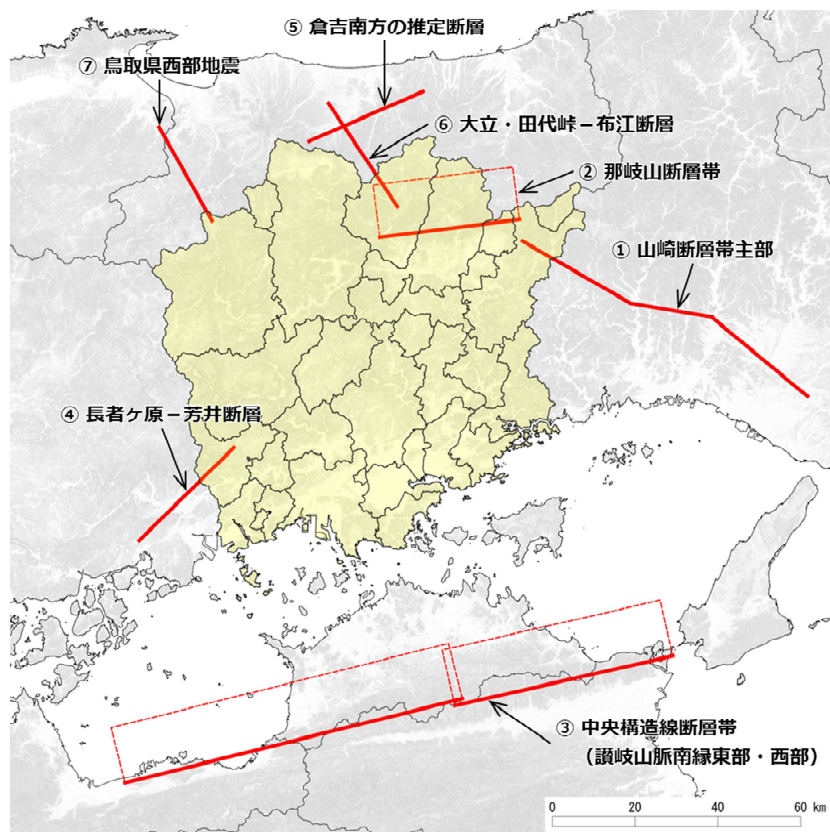 ⑤ 倉吉南方の推定断層
⑦ 鳥取県西部地震
⑥ 大立・田代峠－布江断層
② 那岐山断層帯
① 山崎断層帯主部
④ 長者ヶ原－芳井断層
③ 中央構造線断層帯
（讃岐山脈南縁東部・西部）
0 20 40 60 km